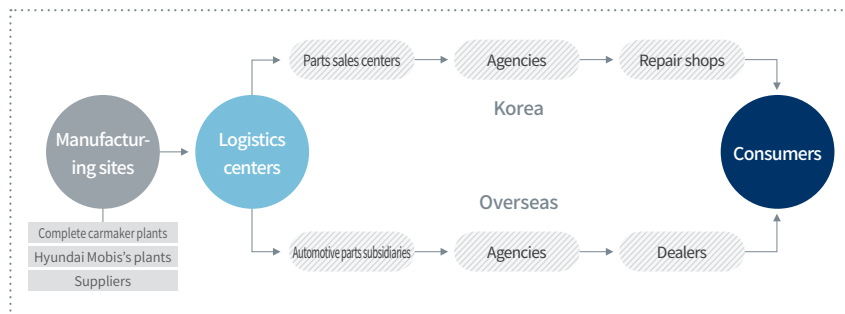 Parts sales centers
Agencies
Repair shops
Korea
Manufactur-
ing sites
Logistics
centers
Consumers
Overseas
Complete carmaker plants
Hyundai Mobis's plants
Suppliers
Automotive parts subsidiaries
Agencies
Dealers